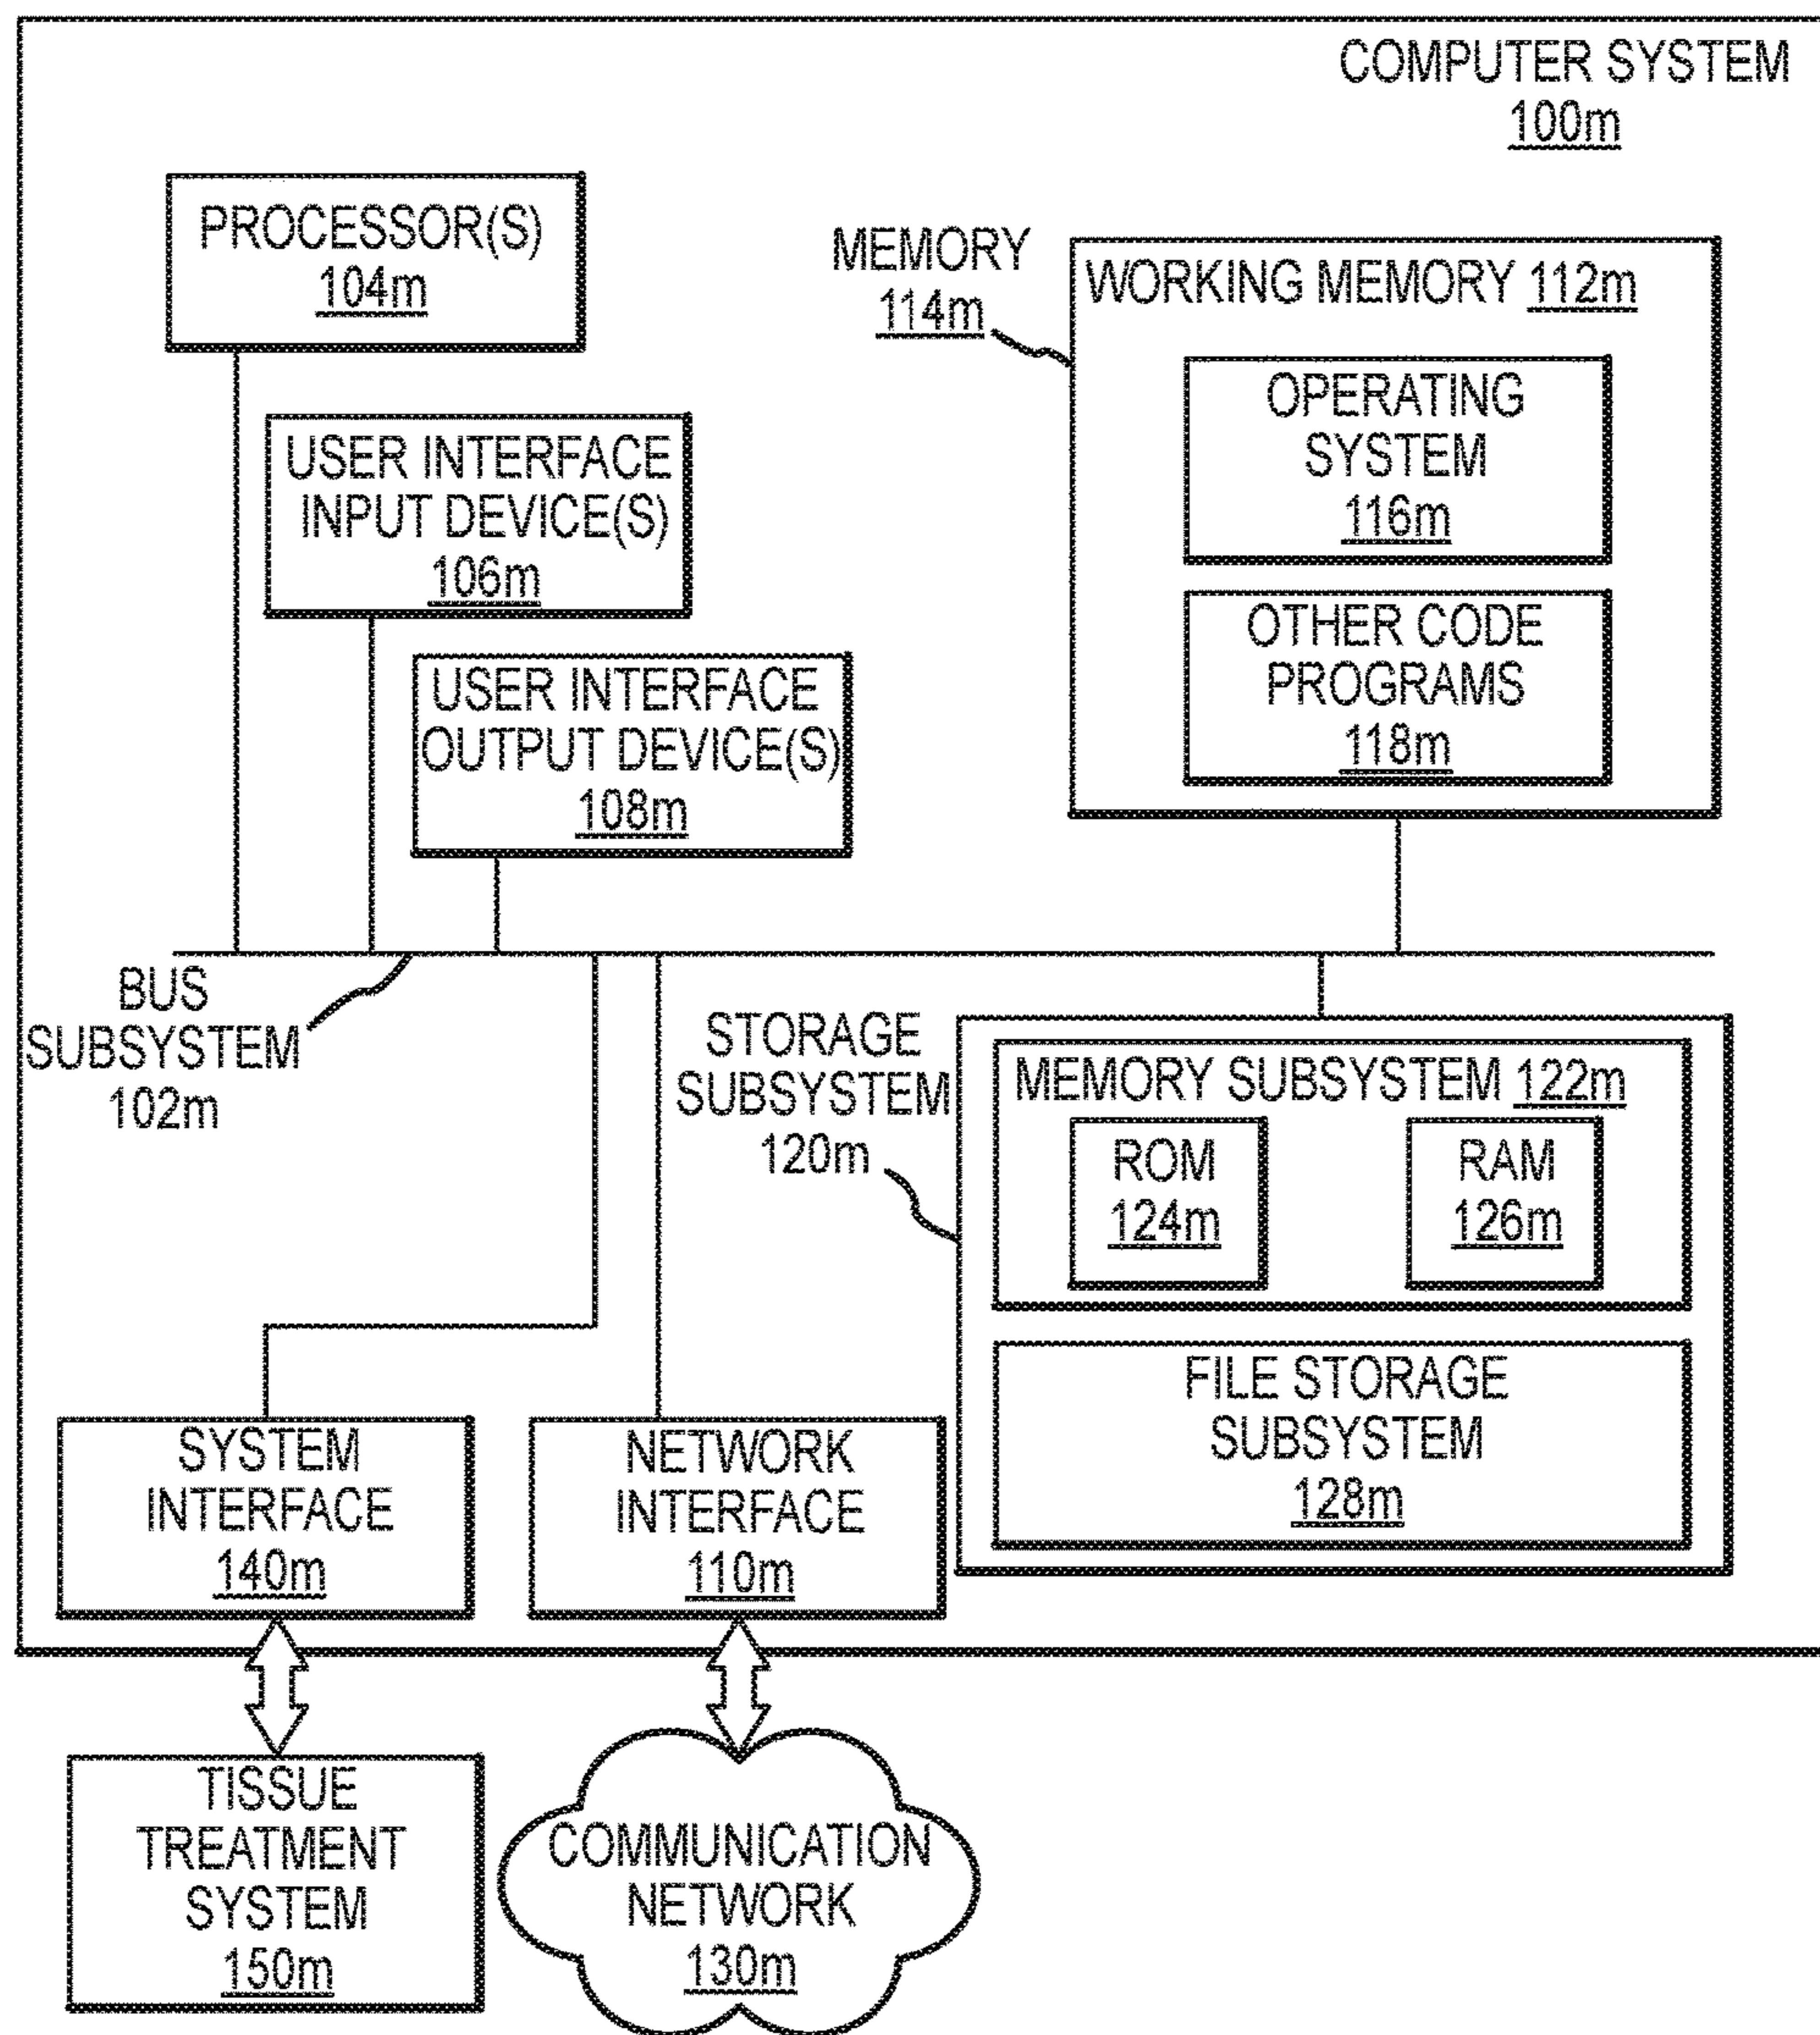 COMPUTER SYSTEM
100m
PROCESSOR(S)
104m
MEMORY
114m
WORKING MEMORY 112m
OPERATING
SYSTEM
116m
OTHER CODE
PROGRAMS
118m
USER INTERFACE
INPUT DEVICE(S)
106m
USER INTERFACE
OUTPUT DEVICE(S)
108m
BUS
SUBSYSTEM
102m
STORAGE
SUBSYSTEM
120m
MEMORY SUBSYSTEM 122m
ROM
124m
RAM
126m
FILE STORAGE
SUBSYSTEM
128m
SYSTEM
INTERFACE
140m
NETWORK
INTERFACE
110m
TISSUE
TREATMENT
SYSTEM
150m
COMMUNICATION
NETWORK
130m